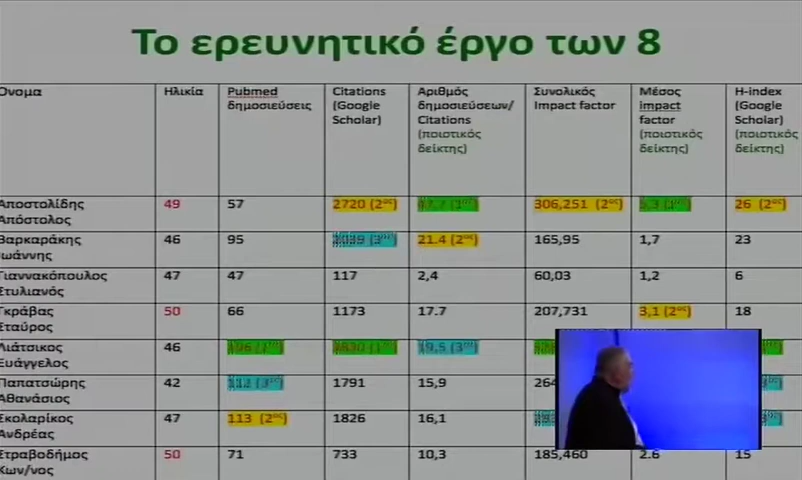 Το ερευνητικό έργο των 8
Όνομα
Ηλικία
Pubmed
δημοσιεύσεις
Citations
(Google
Scholar)
Αριθμός
δημοσιεύσεων/
Citations
(ποιοτικός
δείκτης)
Συνολικός
Impact factor
Μέσος
impact
factor
(ποιοτικός
δείκτης)
H-index
(Google
Scholar)
(ποιοτικός
δείκτης)
Αποστολίδης
Απόστολος
49
57
2720 (2ος)
306,251 (2ος)
26 (2ος)
Βαρκαράκης
Ιωάννης
46
95
21.4 (2ος)
165,95
1,7
23
Γιαννακόπουλος
Στυλιανός
47
47
117
2,4
60,03
1,2
6
Γκράβας
Σταύρος
50
66
1173
17.7
207,731
3,1 (2ος)
18
Λιάτσικος
Ευάγγελος
46
19,5 (3ος)
Παπατσώρης
Αθανάσιος
42
1791
15,9
264
Σκολαρίκος
Ανδρέας
47
113 (2ος)
1826
16,1
Στραβοδήμος
Κων/νος
50
71
733
10,3
185,460
2.6
15